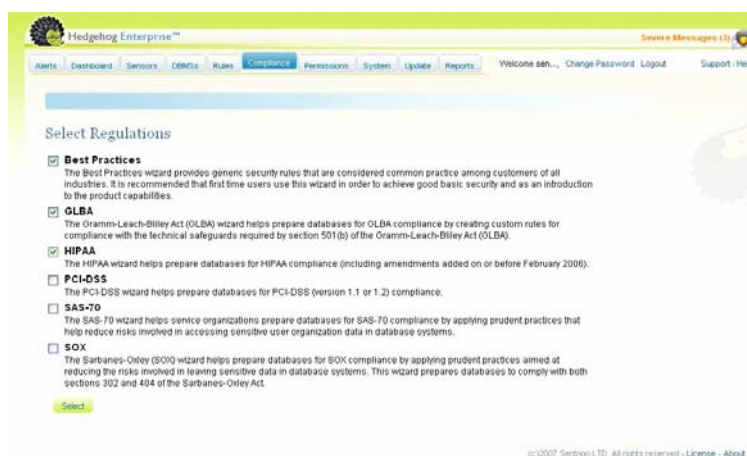 Hedgehog Enterprise™
Severe Messages (3)
Alerts Dashboard Sensors DBMSs Rules Compliance Permissions System Update Reports Welcome sen..., Change Password Logout Support He
Select Regulations
Best Practices
The Best Practices wizard provides generic security rules that are considered common practice among customers of all
industries. It is recommended that first time users use this wizard in order to achieve good basic security and as an introduction
to the product capabilities.
GLBA
The Gramm-Leach-Bliley Act (GLBA) wizard helps prepare databases for GLBA compliance by creating custom rules for
compliance with the technical safeguards required by section 501(b) of the Gramm-Leach-Bliley Act (GLBA).
HIPAA
The HIPAA wizard helps prepare databases for HIPAA compliance (including amendments added on or before February 2006).
PCI-DSS
The PCI-DSS wizard helps prepare databases for PCI-DSS (version 1.1 or 1.2) compliance.
SAS-70
The SAS-70 wizard helps service organizations prepare databases for SAS-70 compliance by applying prudent practices that
help reduce risks involved in accessing sensitive user organization data in database systems.
SOX
The Sarbanes-Oxley (SOX) wizard helps prepare databases for SOX compliance by applying prudent practices aimed at
reducing the risks involved in leaving sensitive data in database systems. This wizard prepares databases to comply with both
sections 302 and 404 of the Sarbanes-Oxley Act.
Select
(c)2007 Sentrigo LTD. All rights reserved - License - About